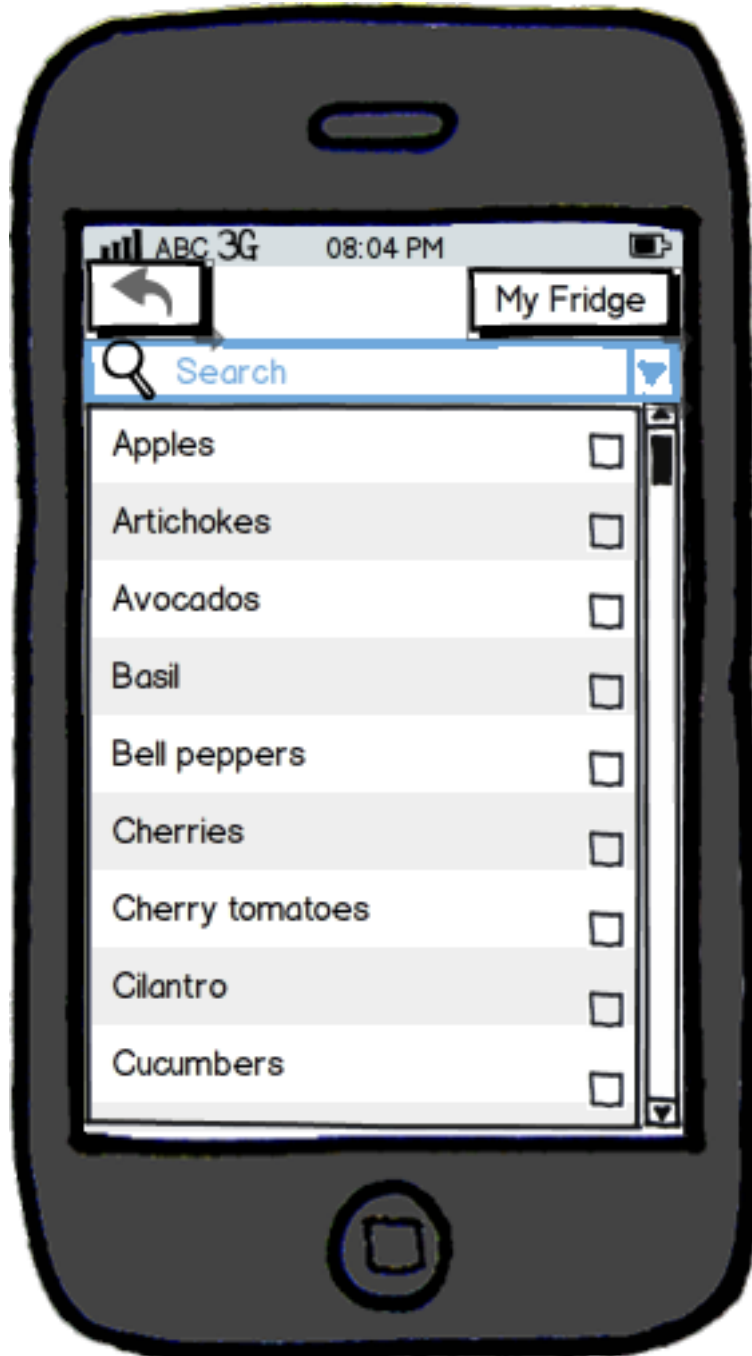 ABC 3G 08:04 PM
My Fridge
Search
Apples
Artichokes
Avocados
Basil
Bell peppers
Cherries
Cherry tomatoes
Cilantro
Cucumbers